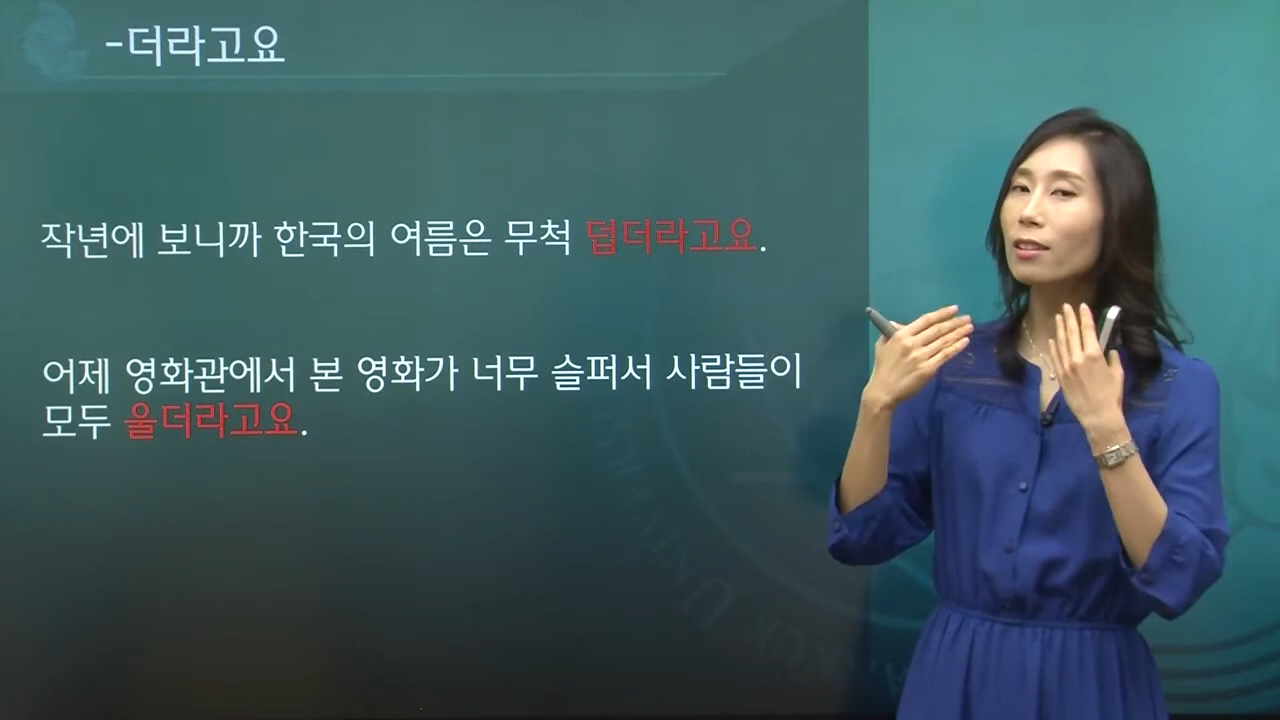 -더라고요
작년에 보니까 한국의 여름은 무척 덥더라고요.
어제 영화관에서 본 영화가 너무 슬퍼서 사람들이
모두 울더라고요.